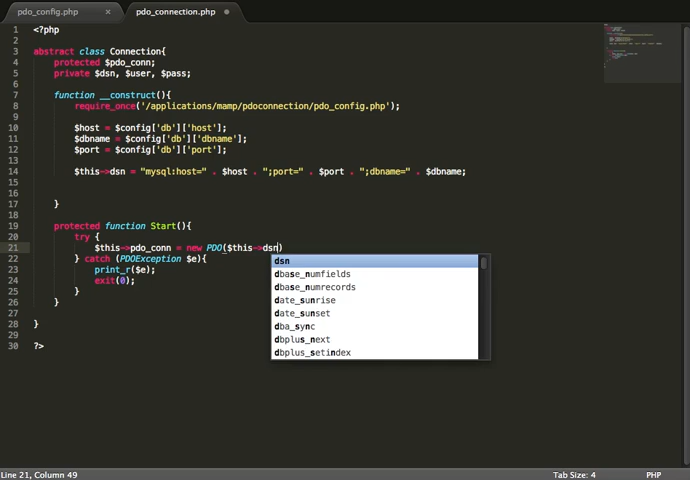 pdo_config.php × pdo_connection.php
1 <?php
2
3 abstract class Connection{
4 protected $pdo_conn;
5 private $dsn, $user, $pass;
6
7 function __construct(){
8 require_once('/applications/mamp/pdoconnection/pdo_config.php');
9
10 $host = $config['db']['host'];
11 $dbname = $config['db']['dbname'];
12 $port = $config['db']['port'];
13
14 $this->dsn = "mysql:host=" . $host . ";port=" . $port . ";dbname=" . $dbname;
15
16
17 }
18
19 protected function Start(){
20 try {
21 $this->pdo_conn = new PDO($this->dsn)
22 } catch (PDOException $e){
23 print_r($e);
24 exit(0);
25 }
26 }
27
28 }
29
30 ?>
dsn
dbase_numfields
dbase_numrecords
date_sunrise
date_sunset
dba_sync
dbplus_next
dbplus_setindex
Line 21, Column 49 Tab Size: 4 PHP